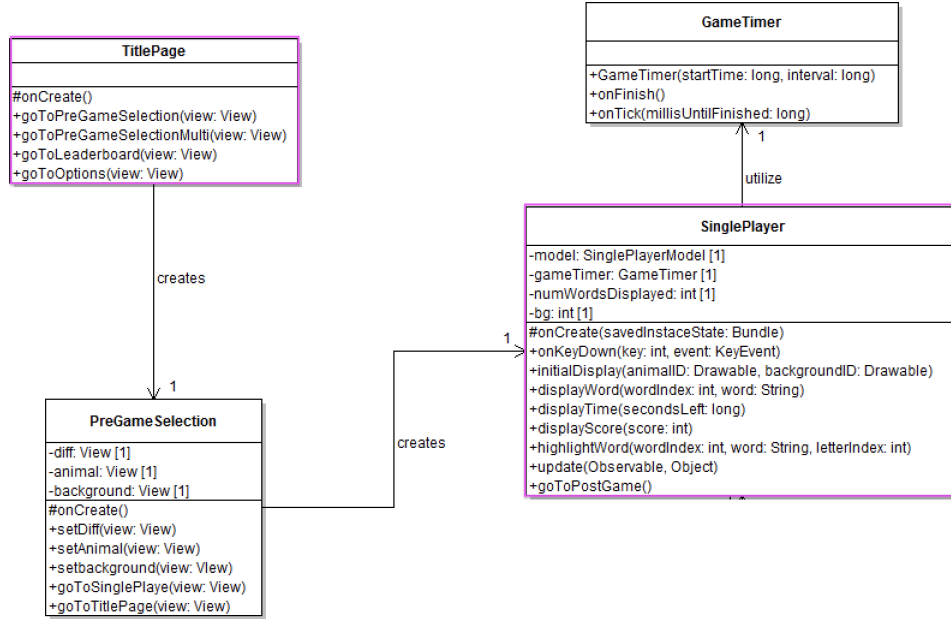 TitlePage
#onCreate()
+goToPreGameSelection(view: View)
+goToPreGameSelectionMulti(view: View)
+goToLeaderboard(view: View)
+goToOptions(view: View)
creates
1
PreGameSelection
-diff: View [1]
-animal: View [1]
-background: View [1]
#onCreate()
+setDiff(view: View)
+setAnimal(view: View)
+setbackground(view: VIew)
+goToSinglePlaye(view: View)
+goToTitlePage(view: View)
creates
1
GameTimer
+GameTimer(startTime: long, interval: long)
+onFinish()
+onTick(millisUntilFinished: long)
1
utilize
SinglePlayer
-model: SinglePlayerModel [1]
-gameTimer: GameTimer [1]
-numWordsDisplayed: int [1]
-bg: int [1]
#onCreate(savedInstaceState: Bundle)
+onKeyDown(key: int, event: KeyEvent)
+initialDisplay(animalID: Drawable, backgroundID: Drawable)
+displayWord(wordIndex: int, word: String)
+displayTime(secondsLeft: long)
+displayScore(score: int)
+highlightWord(wordIndex: int, word: String, letterIndex: int)
+update(Observable, Object)
+goToPostGame()